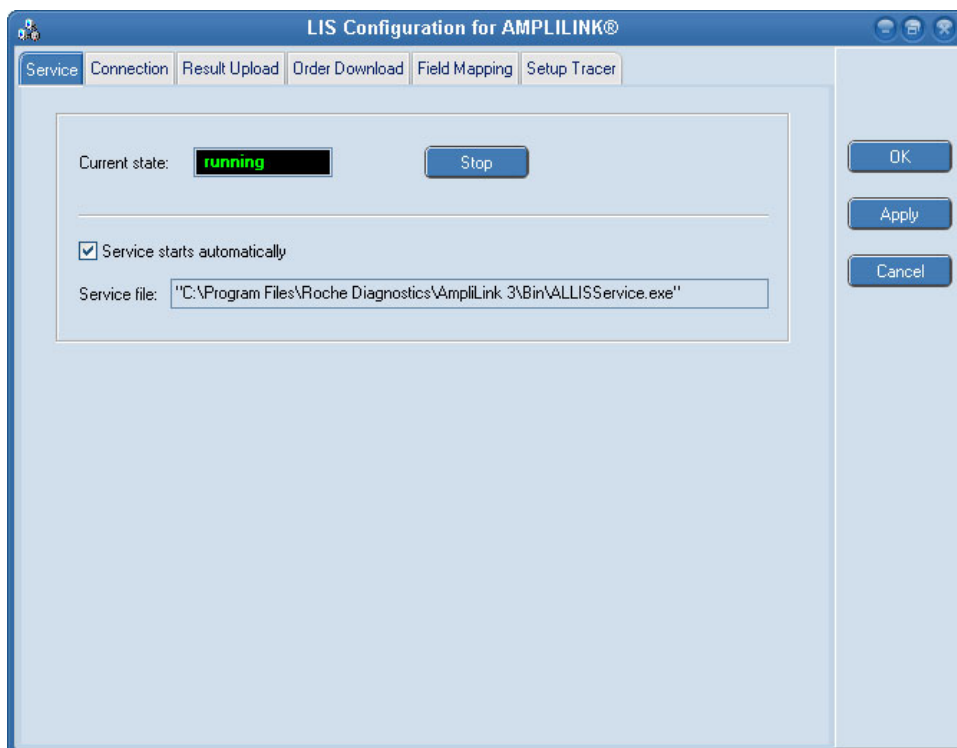 LIS Configuration for AMPLILINK®
Service Connection Result Upload Order Download Field Mapping Setup Tracer
Current state: running Stop
OK
Apply
Service starts automatically
Cancel
Service file: "C:\Program Files\Roche Diagnostics\AmpliLink 3\Bin\ALLISService.exe"